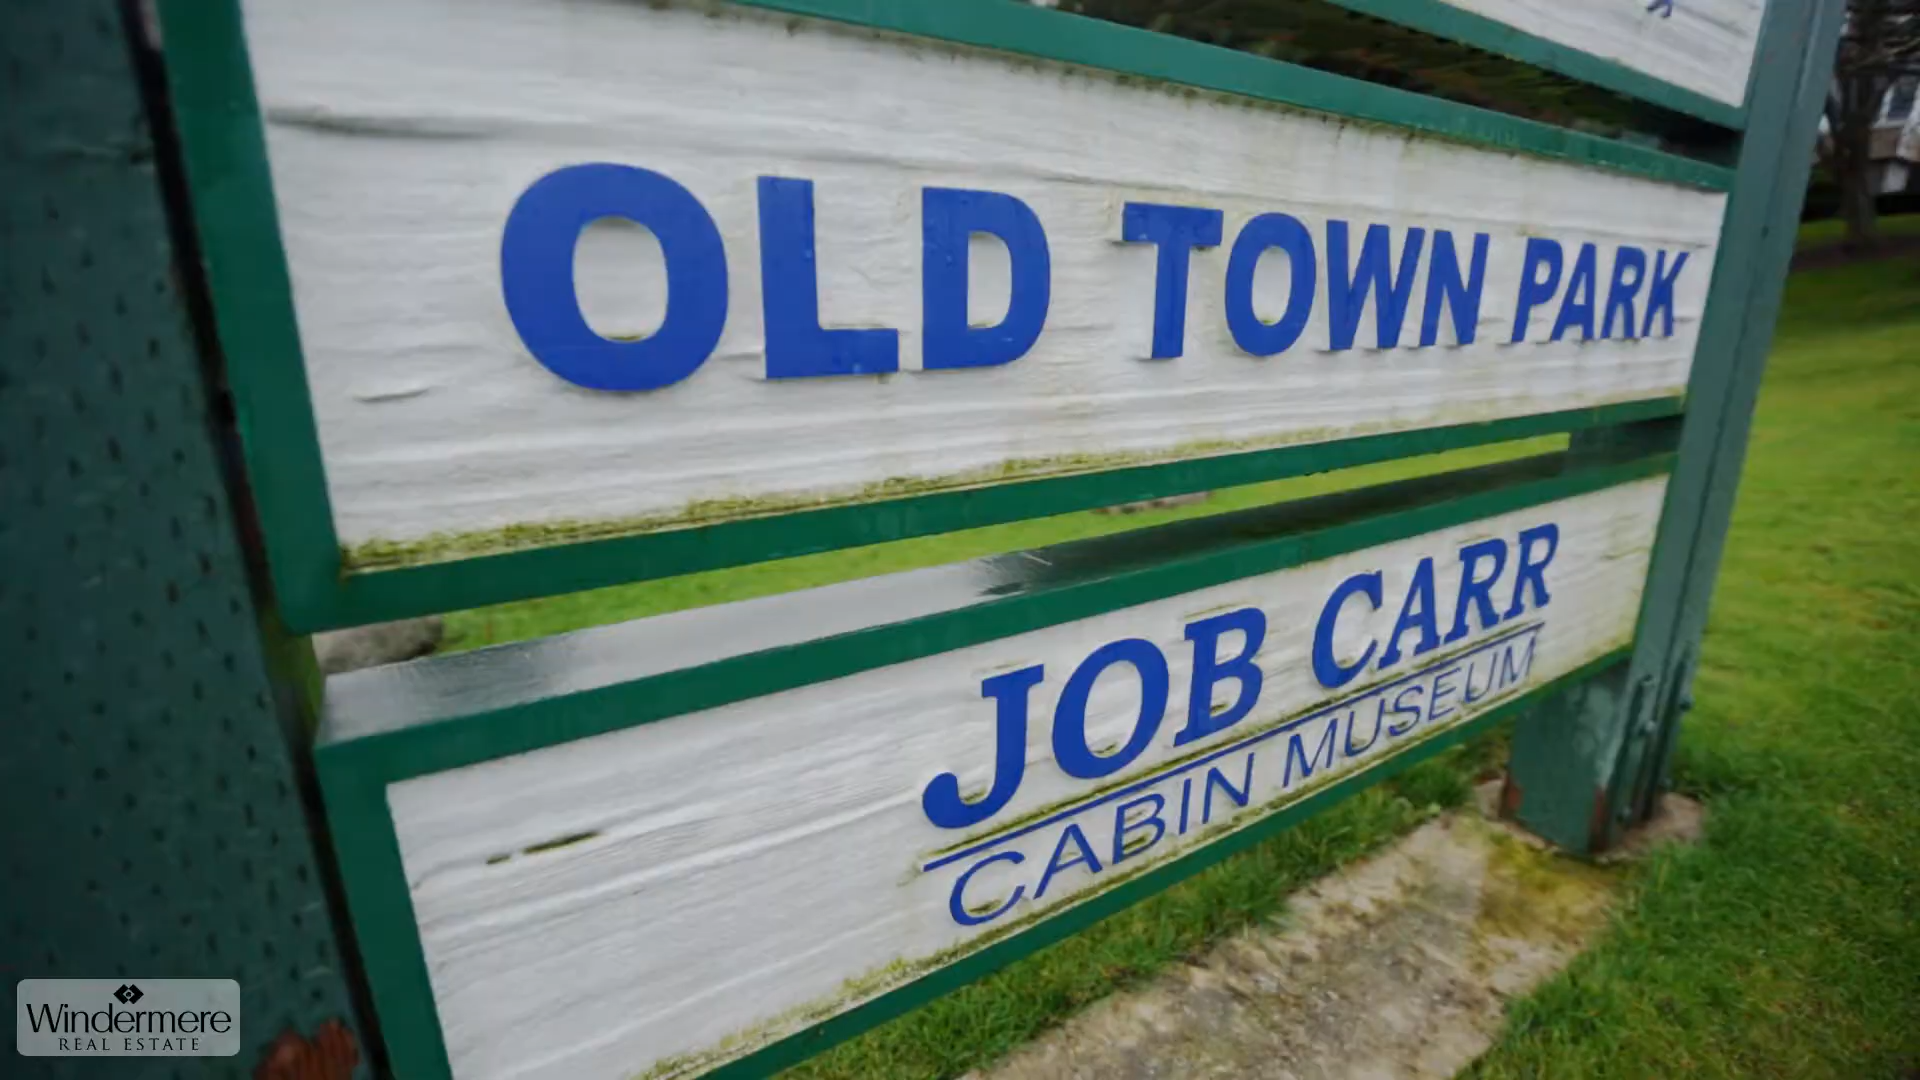 OLD TOWN PARK
JOB CARR
CABIN MUSEUM
Windermere
REAL ESTATE